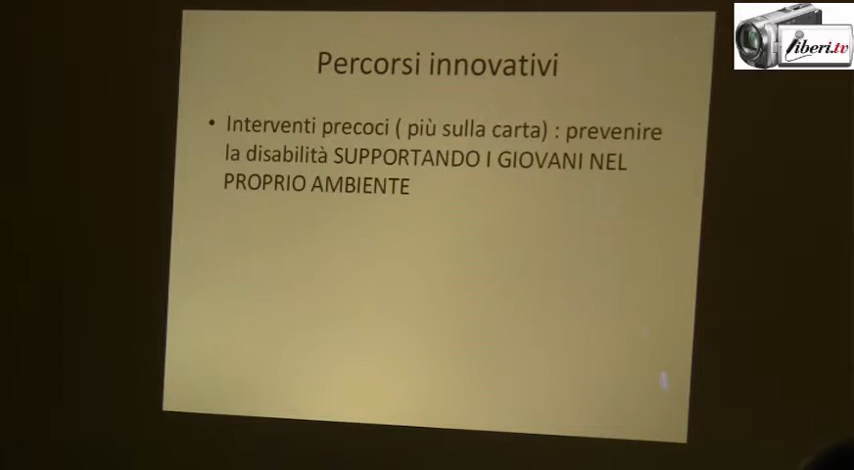 Percorsi innovativi
• Interventi precoci ( più sulla carta) : prevenire
la disabilità SUPPORTANDO I GIOVANI NEL
PROPRIO AMBIENTE
liberi.tv